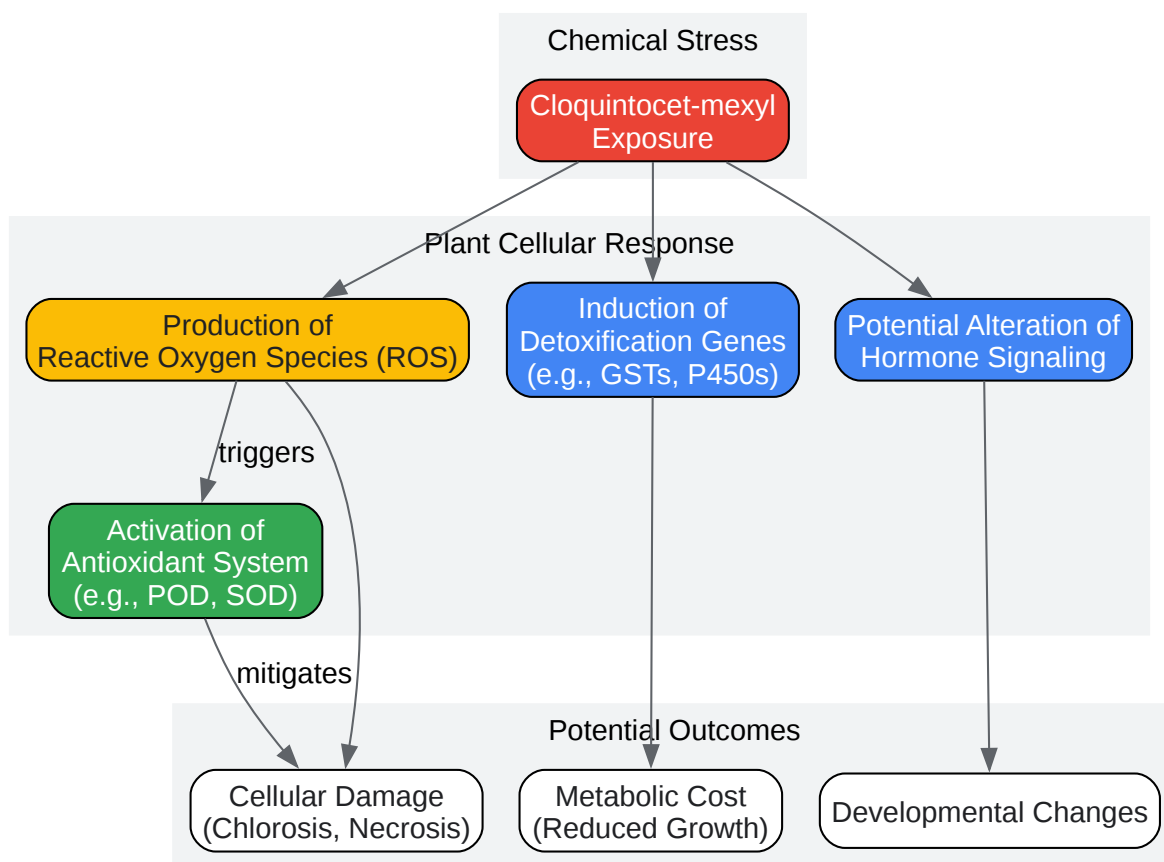 Chemical Stress
Cloquintocet-mexyl
Exposure
Plant Cellular Response
Production of
Reactive Oxygen Species (ROS)
Induction of
Detoxification Genes
(e.g., GSTs, P450s)
Potential Alteration of
Hormone Signaling
triggers
Activation of
Antioxidant System
(e.g., POD, SOD)
mitigates
Potential Outcomes
Cellular Damage
(Chlorosis, Necrosis)
Metabolic Cost
(Reduced Growth)
Developmental Changes